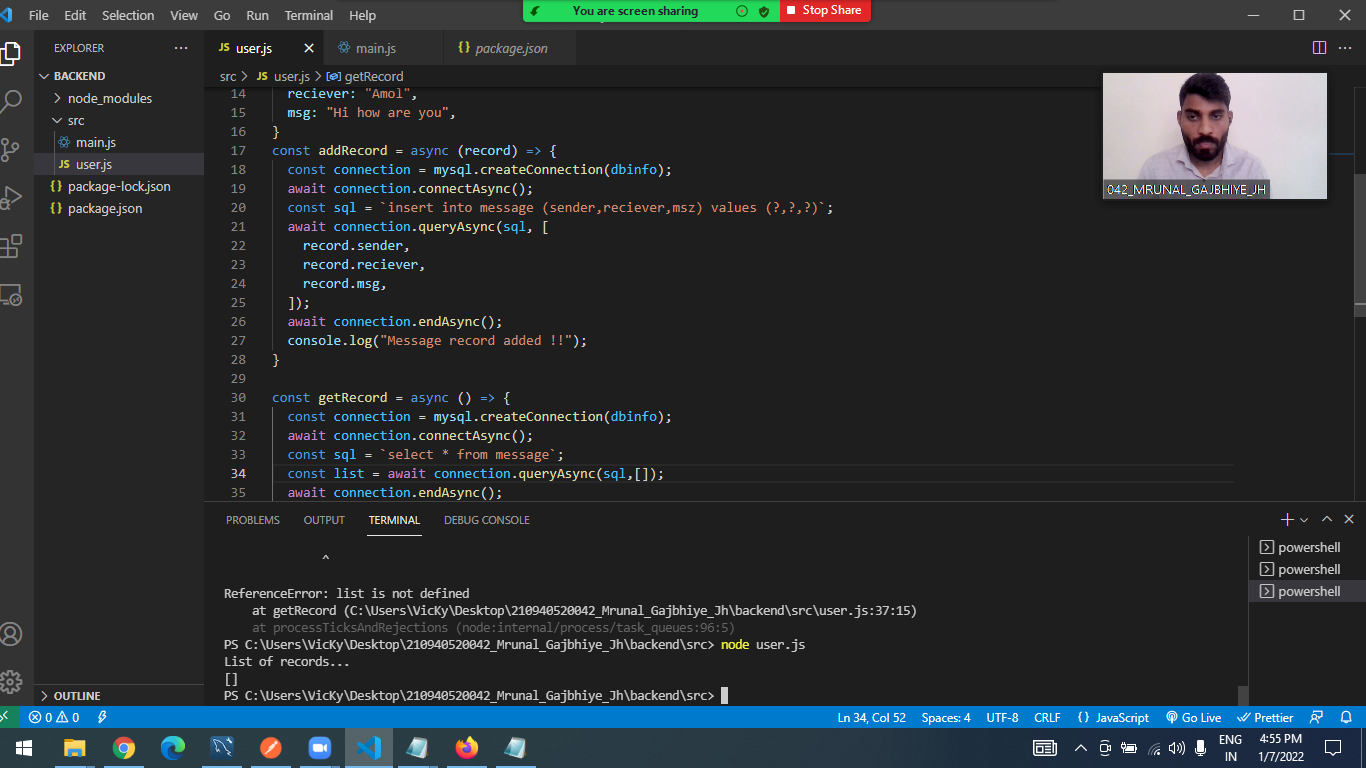 File Edit Selection View Go Run Terminal Help
You are screen sharing Stop Share
EXPLORER
BACKEND
node_modules
src
main.js
JS user.js
{} package-lock.json
{} package.json
OUTLINE
JS user.js main.js {} package.json
src > JS user.js > getRecord
14 reciever: "Amol",
15 msg: "Hi how are you",
16 }
17 const addRecord = async (record) => {
18 const connection = mysql.createConnection(dbinfo);
19 await connection.connectAsync();
20 const sql = `insert into message (sender,reciever,msz) values (?,?,?)`;
21 await connection.queryAsync(sql, [
22 record.sender,
23 record.reciever,
24 record.msg,
25 ]);
26 await connection.endAsync();
27 console.log("Message record added !!");
28 }
29
30 const getRecord = async () => {
31 const connection = mysql.createConnection(dbinfo);
32 await connection.connectAsync();
33 const sql = `select * from message`;
34 const list = await connection.queryAsync(sql,[]);
35 await connection.endAsync();
042_MRUNAL_GAJBHIYE_JH
PROBLEMS OUTPUT TERMINAL DEBUG CONSOLE
^
ReferenceError: list is not defined
at getRecord (C:\Users\VicKy\Desktop\210940520042_Mrunal_Gajbhiye_Jh\backend\src\user.js:37:15)
at processTicksAndRejections (node:internal/process/task_queues:96:5)
PS C:\Users\VicKy\Desktop\210940520042_Mrunal_Gajbhiye_Jh\backend\src> node user.js
List of records...
[]
PS C:\Users\VicKy\Desktop\210940520042_Mrunal_Gajbhiye_Jh\backend\src>
powershell
powershell
powershell
0 0 Ln 34, Col 52 Spaces: 4 UTF-8 CRLF {} JavaScript Go Live Prettier
ENG
IN
4:55 PM
1/7/2022